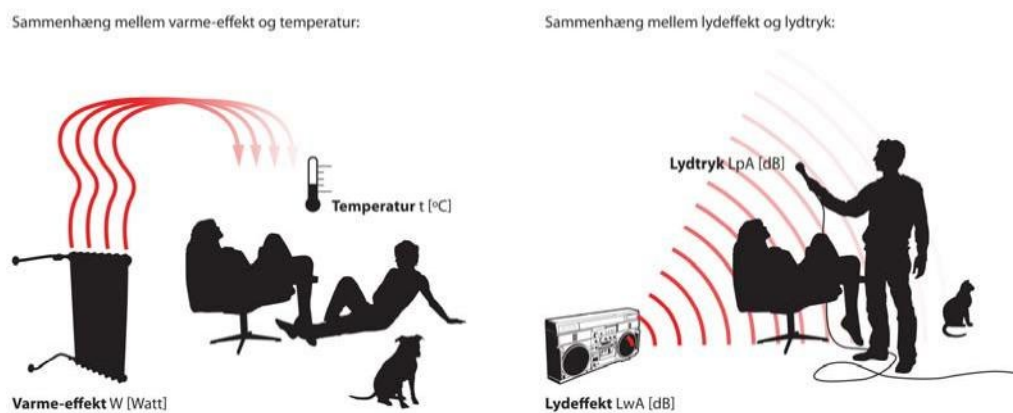 Sammenhæng mellem varme-effekt og temperatur:
Temperatur t [ºC]
Varme-effekt W [Watt]
Sammenhæng mellem lydeffekt og lydtryk:
Lydtryk LpA [dB]
Lydeffekt LwA [dB]